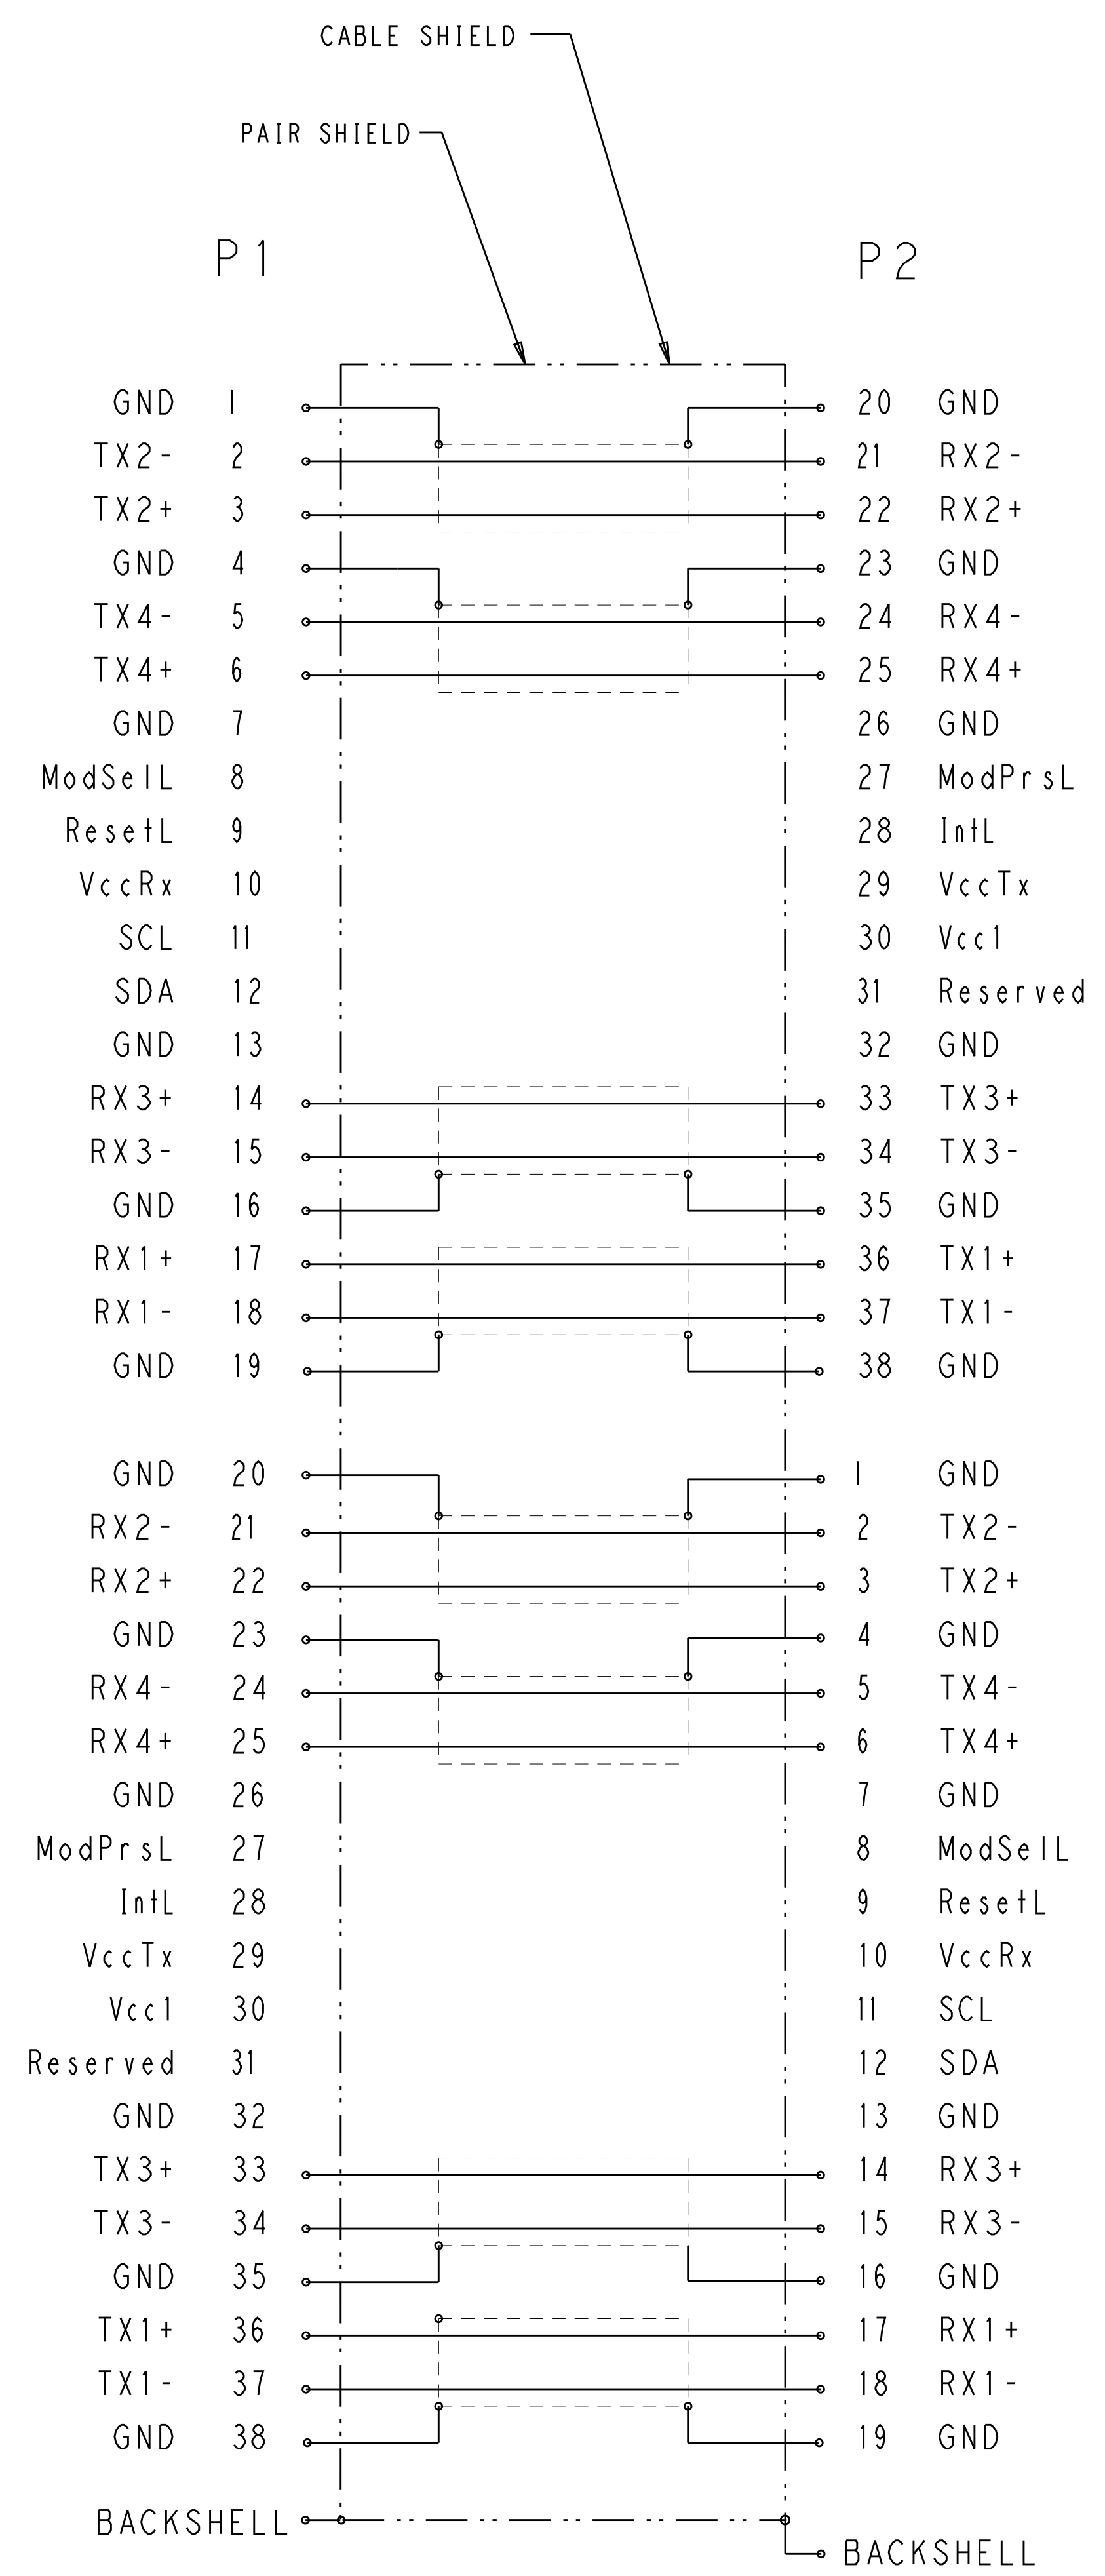 CABLE SHIELD
PAIR SHIELD
P1 P2
GND 1 20 GND
TX2- 2 21 RX2-
TX2+ 3 22 RX2+
GND 4 23 GND
TX4- 5 24 RX4-
TX4+ 6 25 RX4+
GND 7 26 GND
ModSelL 8 27 ModPrsL
ResetL 9 28 IntL
VccRx 10 29 VccTx
SCL 11 30 Vcc1
SDA 12 31 Reserved
GND 13 32 GND
RX3+ 14 33 TX3+
RX3- 15 34 TX3-
GND 16 35 GND
RX1+ 17 36 TX1+
RX1- 18 37 TX1-
GND 19 38 GND
GND 20 1 GND
RX2- 21 2 TX2-
RX2+ 22 3 TX2+
GND 23 4 GND
RX4- 24 5 TX4-
RX4+ 25 6 TX4+
GND 26 7 GND
ModPrsL 27 8 ModSelL
IntL 28 9 ResetL
VccTx 29 10 VccRx
Vcc1 30 11 SCL
Reserved 31 12 SDA
GND 32 13 GND
TX3+ 33 14 RX3+
TX3- 34 15 RX3-
GND 35 16 GND
TX1+ 36 17 RX1+
TX1- 37 18 RX1-
GND 38 19 GND
BACKSHELL
BACKSHELL